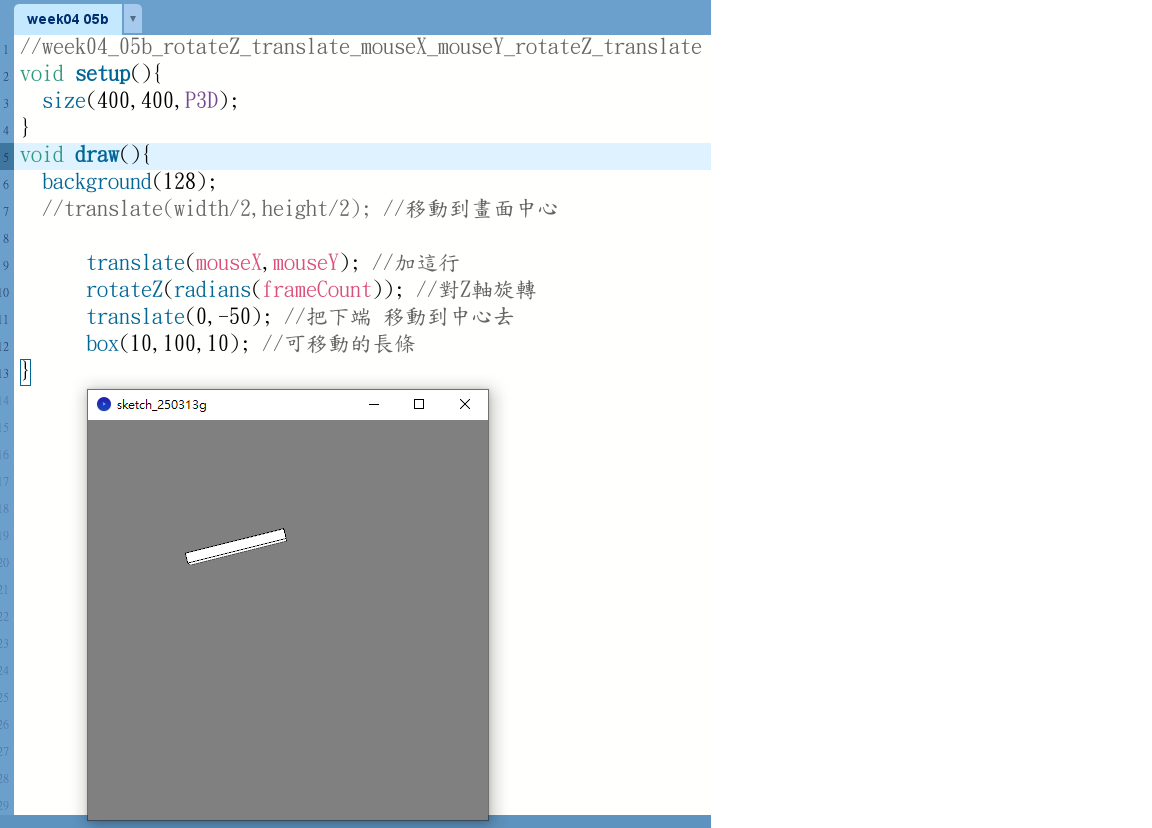 week04 05b
1 //week04_05b_rotateZ_translate_mouseX_mouseY_rotateZ_translate
2 void setup(){
3 size(400,400,P3D);
4 }
5 void draw(){
6 background(128);
7 //translate(width/2,height/2); //移動到畫面中心
8
9 translate(mouseX,mouseY); //加這行
10 rotateZ(radians(frameCount)); //對Z軸旋轉
11 translate(0,-50); //把下端 移動到中心去
12 box(10,100,10); //可移動的長條
13 }
14
sketch_250313g
15
16
17
18
19
20
21
22
23
24
25
26
27
28
29